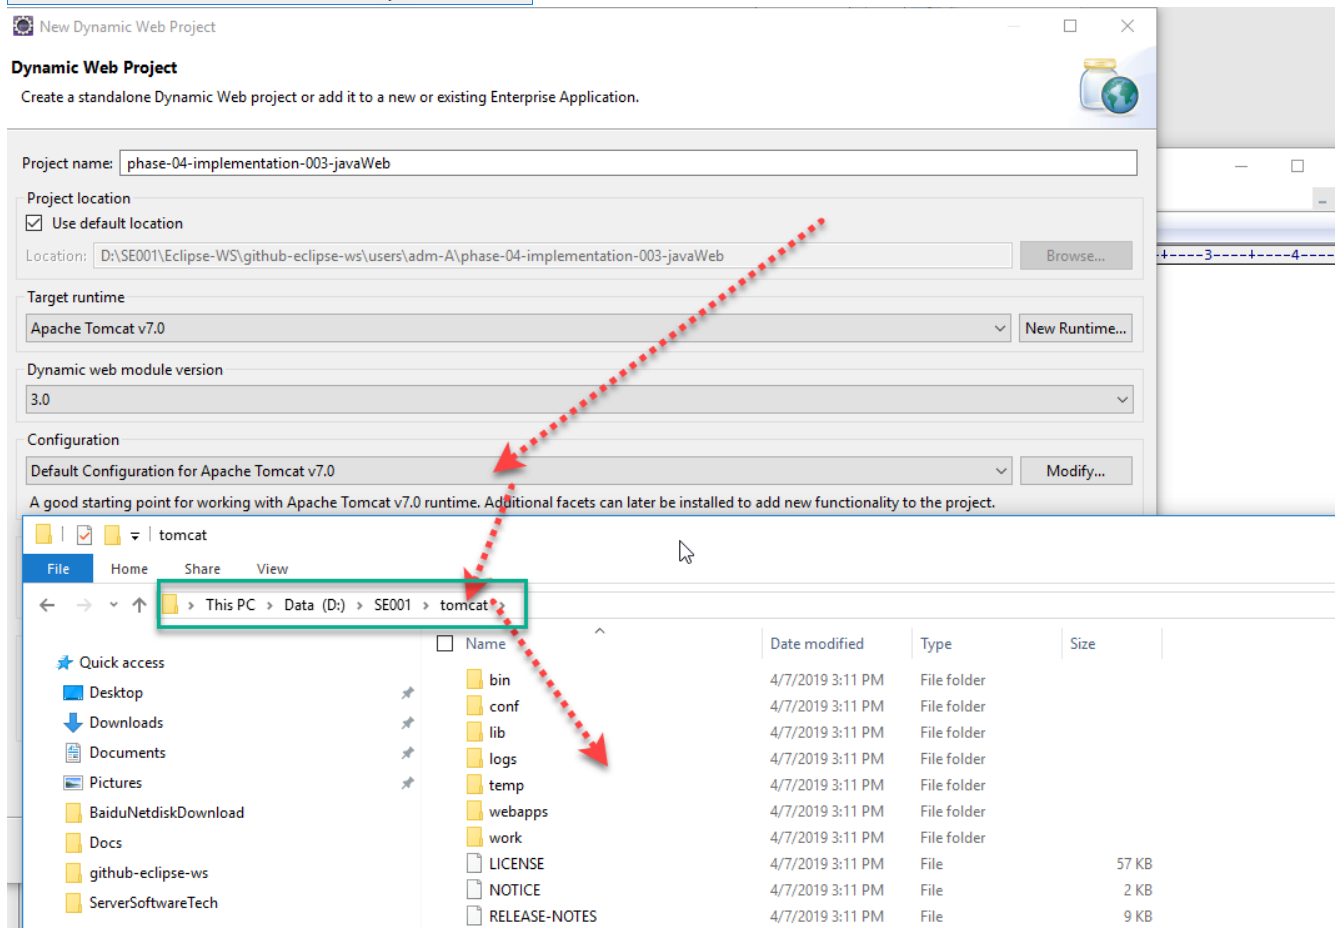 New Dynamic Web Project
Dynamic Web Project
Create a standalone Dynamic Web project or add it to a new or existing Enterprise Application.
Project name: phase-04-implementation-003-javaWeb
Project location
Use default location
Location: D:\SE001\Eclipse-WS\github-eclipse-ws\users\adm-A\phase-04-implementation-003-javaWeb Browse...
+----3----+----4----
Target runtime
Apache Tomcat v7.0 New Runtime...
Dynamic web module version
3.0
Configuration
Default Configuration for Apache Tomcat v7.0 Modify...
A good starting point for working with Apache Tomcat v7.0 runtime. Additional facets can later be installed to add new functionality to the project.
tomcat
File Home Share View
This PC > Data (D:) > SE001 > tomcat >
Name Date modified Type Size
Quick access
Desktop
Downloads
Documents
Pictures
BaiduNetdiskDownload
Docs
github-eclipse-ws
ServerSoftwareTech
bin 4/7/2019 3:11 PM File folder
conf 4/7/2019 3:11 PM File folder
lib 4/7/2019 3:11 PM File folder
logs 4/7/2019 3:11 PM File folder
temp 4/7/2019 3:11 PM File folder
webapps 4/7/2019 3:11 PM File folder
work 4/7/2019 3:11 PM File folder
LICENSE 4/7/2019 3:11 PM File 57 KB
NOTICE 4/7/2019 3:11 PM File 2 KB
RELEASE-NOTES 4/7/2019 3:11 PM File 9 KB